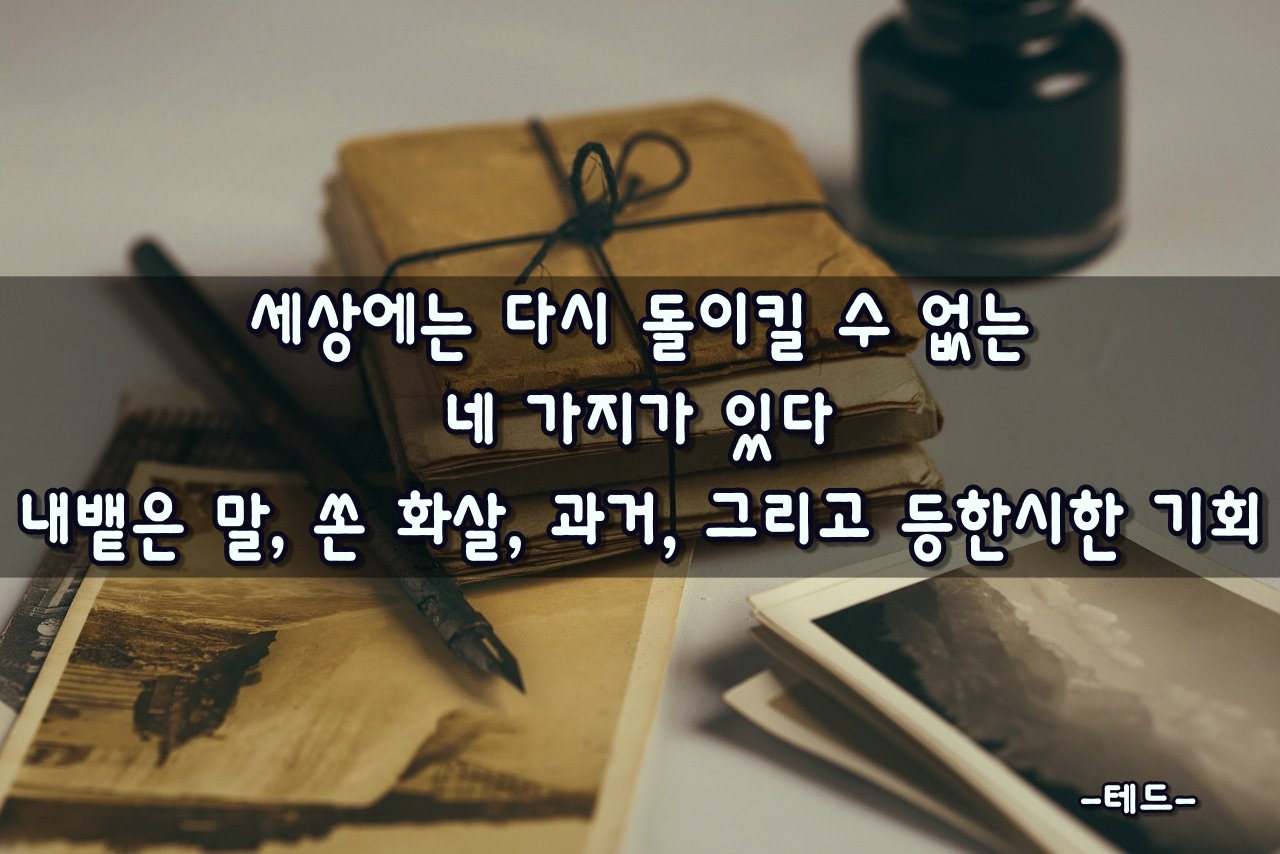 세상에는 다시 돌이킬 수 없는
네 가지가 있다
내뱉은 말, 쏜 화살, 과거, 그리고 등한시한 기회
-테드-